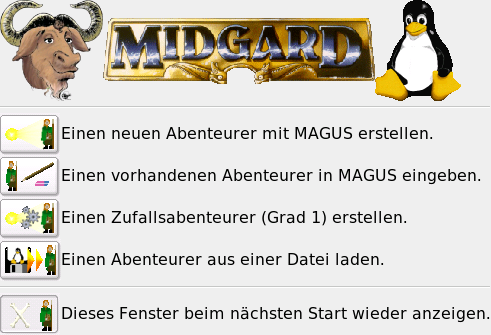 MIDGARD
Einen neuen Abenteurer mit MAGUS erstellen.
Einen vorhandenen Abenteurer in MAGUS eingeben.
Einen Zufallsabenteurer (Grad 1) erstellen.
Einen Abenteurer aus einer Datei laden.
Dieses Fenster beim nächsten Start wieder anzeigen.